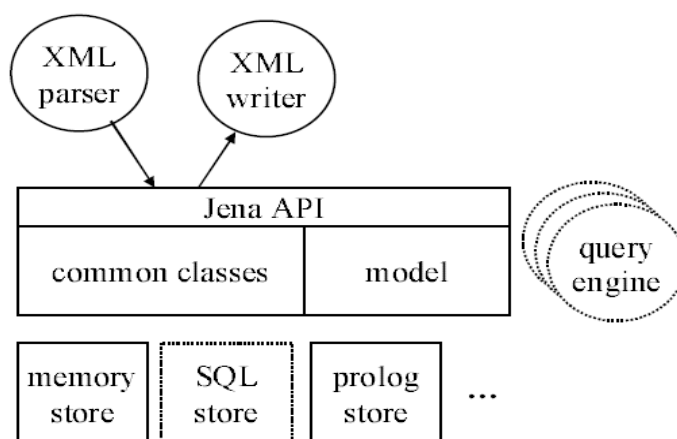 XML
parser
XML
writer
Jena API
common classes
model
query
engine
memory
store
SQL
store
prolog
store
...